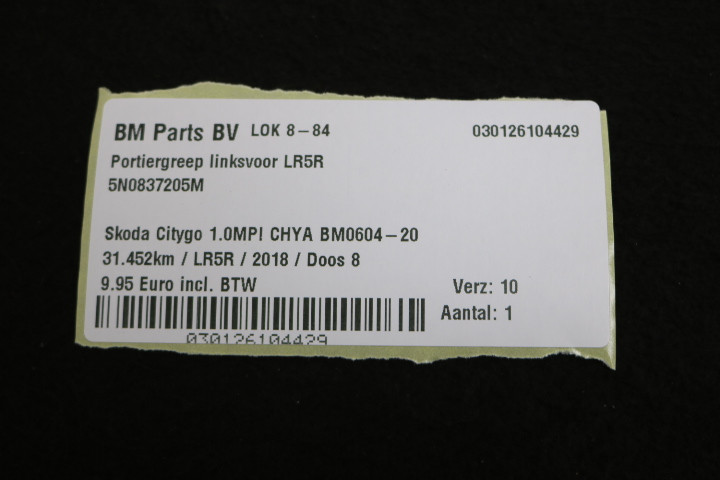 BM Parts BV LOK 8-84 030126104429
Portiergreep linksvoor LR5R
5N0837205M
Skoda Citygo 1.0MPI CHYA BM0604-20
31.452km / LR5R / 2018 / Doos 8
9.95 Euro incl. BTW Verz: 10
Aantal: 1
030126104429